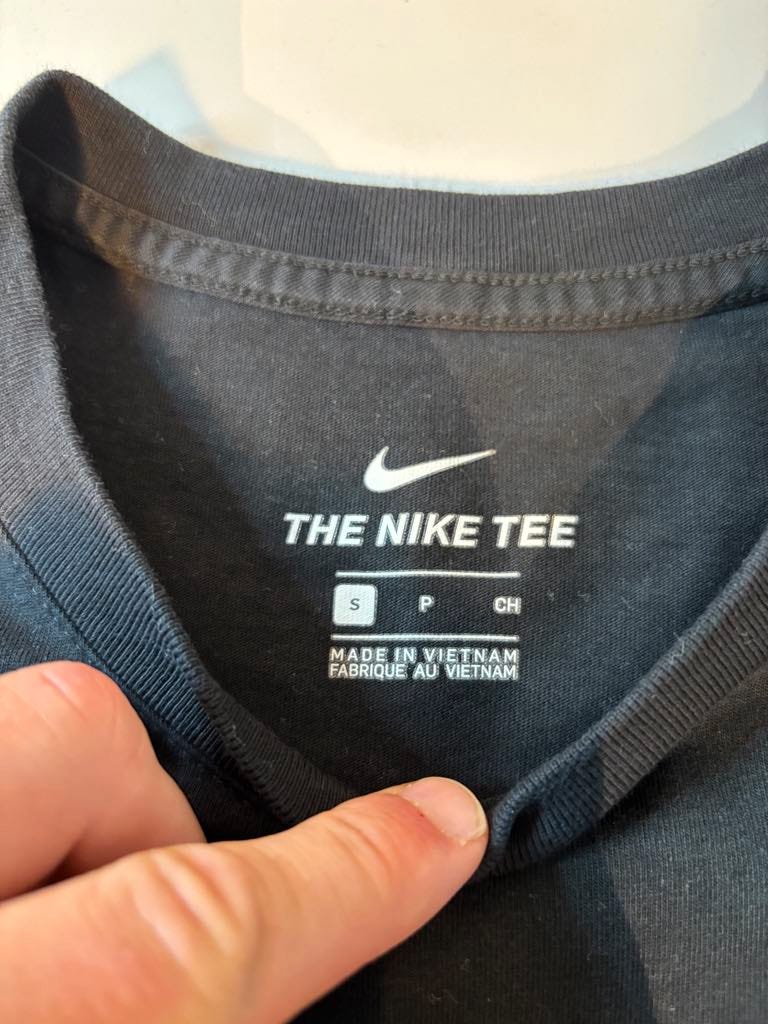 THE NIKE TEE
S P CH
MADE IN VIETNAM
FABRIQUE AU VIETNAM